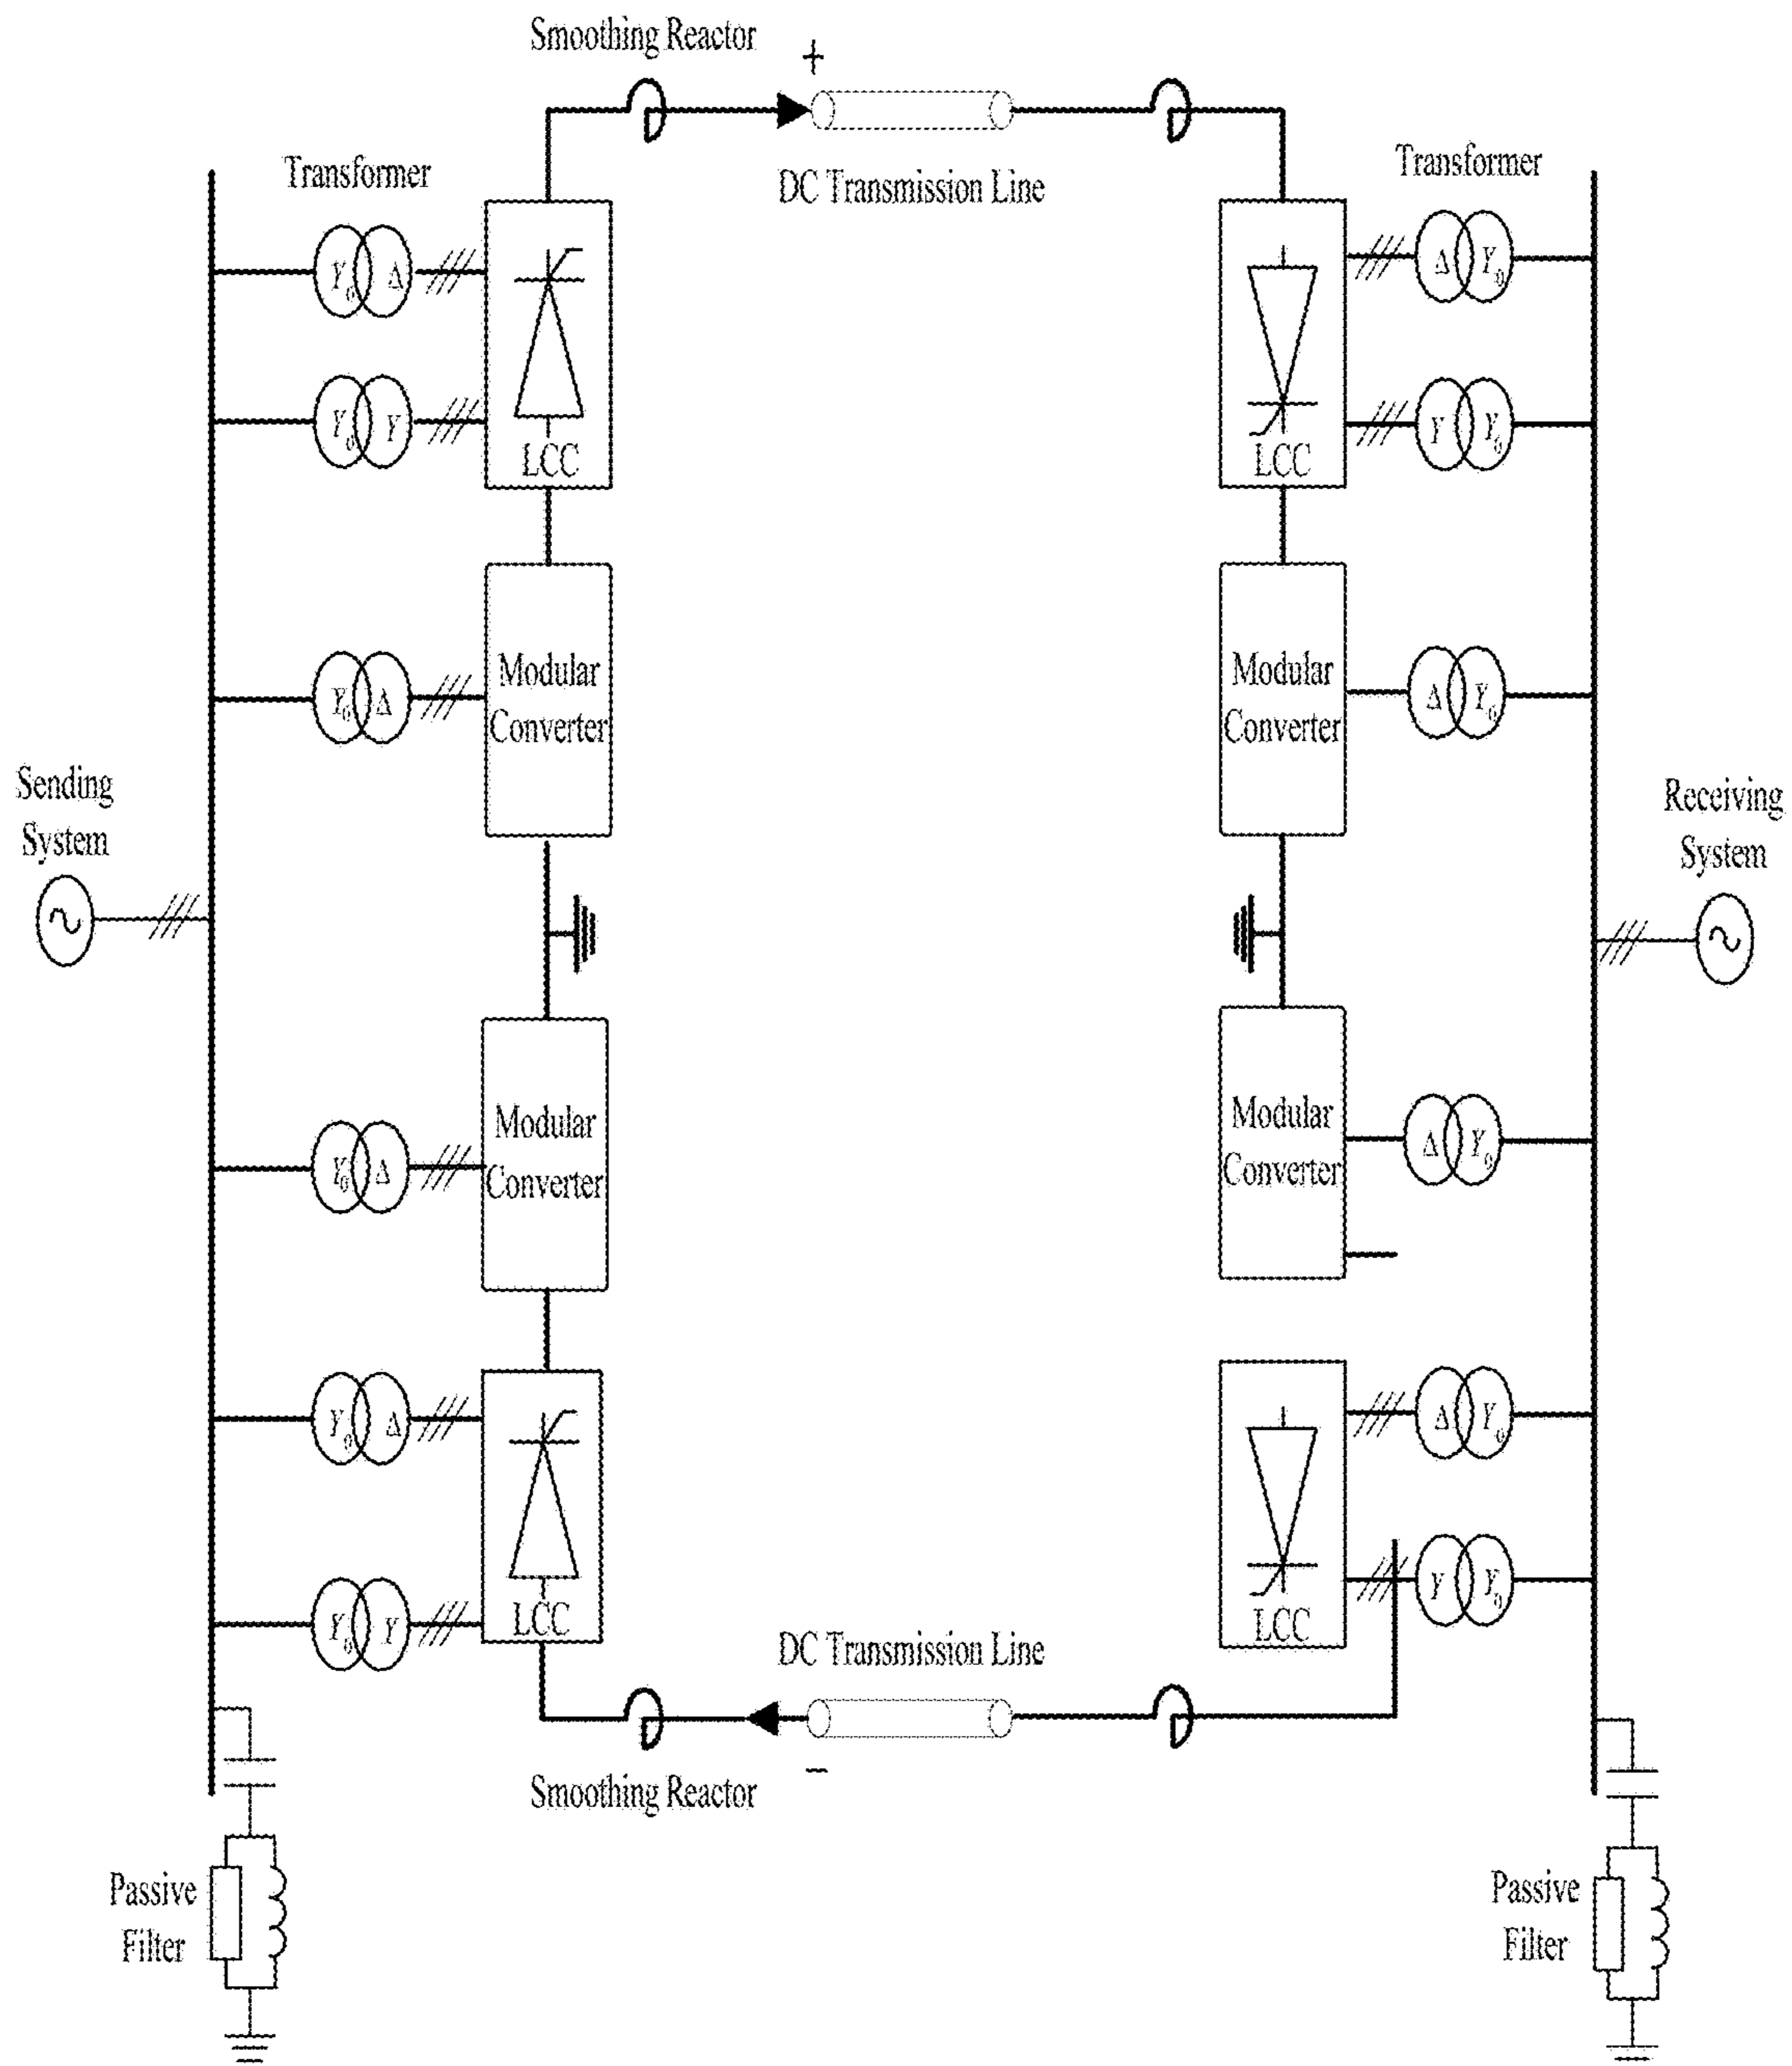 Smoothing Reactor
+
DC Transmission Line
Transformer
Transformer
Y₀ Δ
Δ Y₀
Y₀ Y
Y Y₀
LCC
LCC
Modular
Converter
Modular
Converter
Y₀ Δ
Δ Y₀
Sending
System
Receiving
System
Modular
Converter
Modular
Converter
Y₀ Δ
Δ Y₀
Y₀ Δ
Δ Y₀
Y₀ Y
Y Y₀
LCC
LCC
DC Transmission Line
−
Smoothing Reactor
Passive
Filter
Passive
Filter